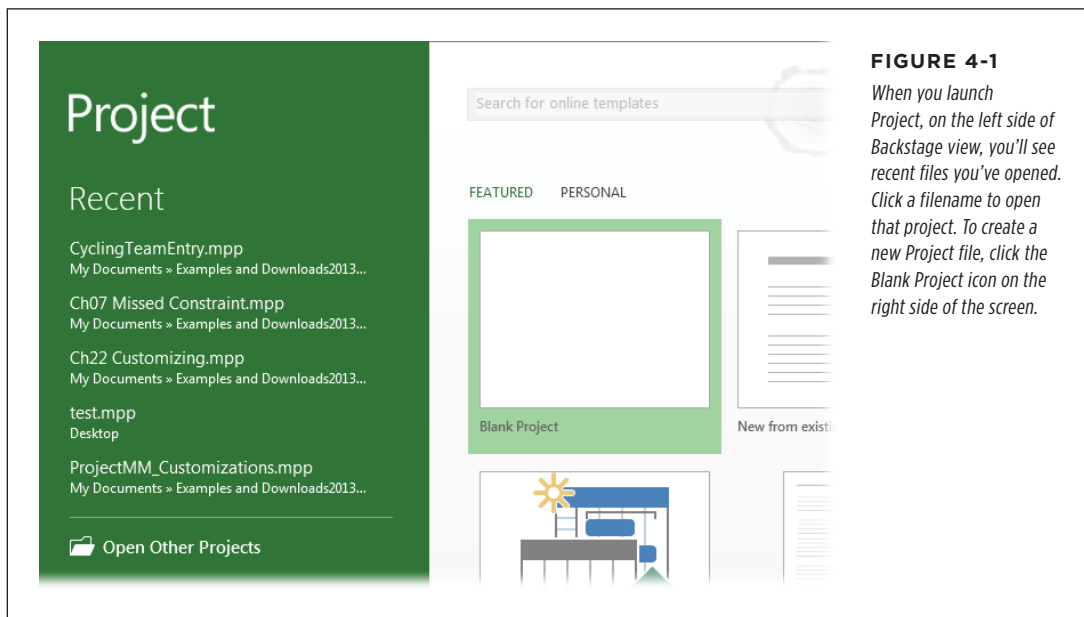 Project
Recent
CyclingTeamEntry.mpp
My Documents » Examples and Downloads2013...
Ch07 Missed Constraint.mpp
My Documents » Examples and Downloads2013...
Ch22 Customizing.mpp
My Documents » Examples and Downloads2013...
test.mpp
Desktop
ProjectMM_Customizations.mpp
My Documents » Examples and Downloads2013...
Open Other Projects
Search for online templates
FEATURED PERSONAL
Blank Project
New from existi
FIGURE 4-1
When you launch
Project, on the left side of
Backstage view, you'll see
recent files you've opened.
Click a filename to open
that project. To create a
new Project file, click the
Blank Project icon on the
right side of the screen.